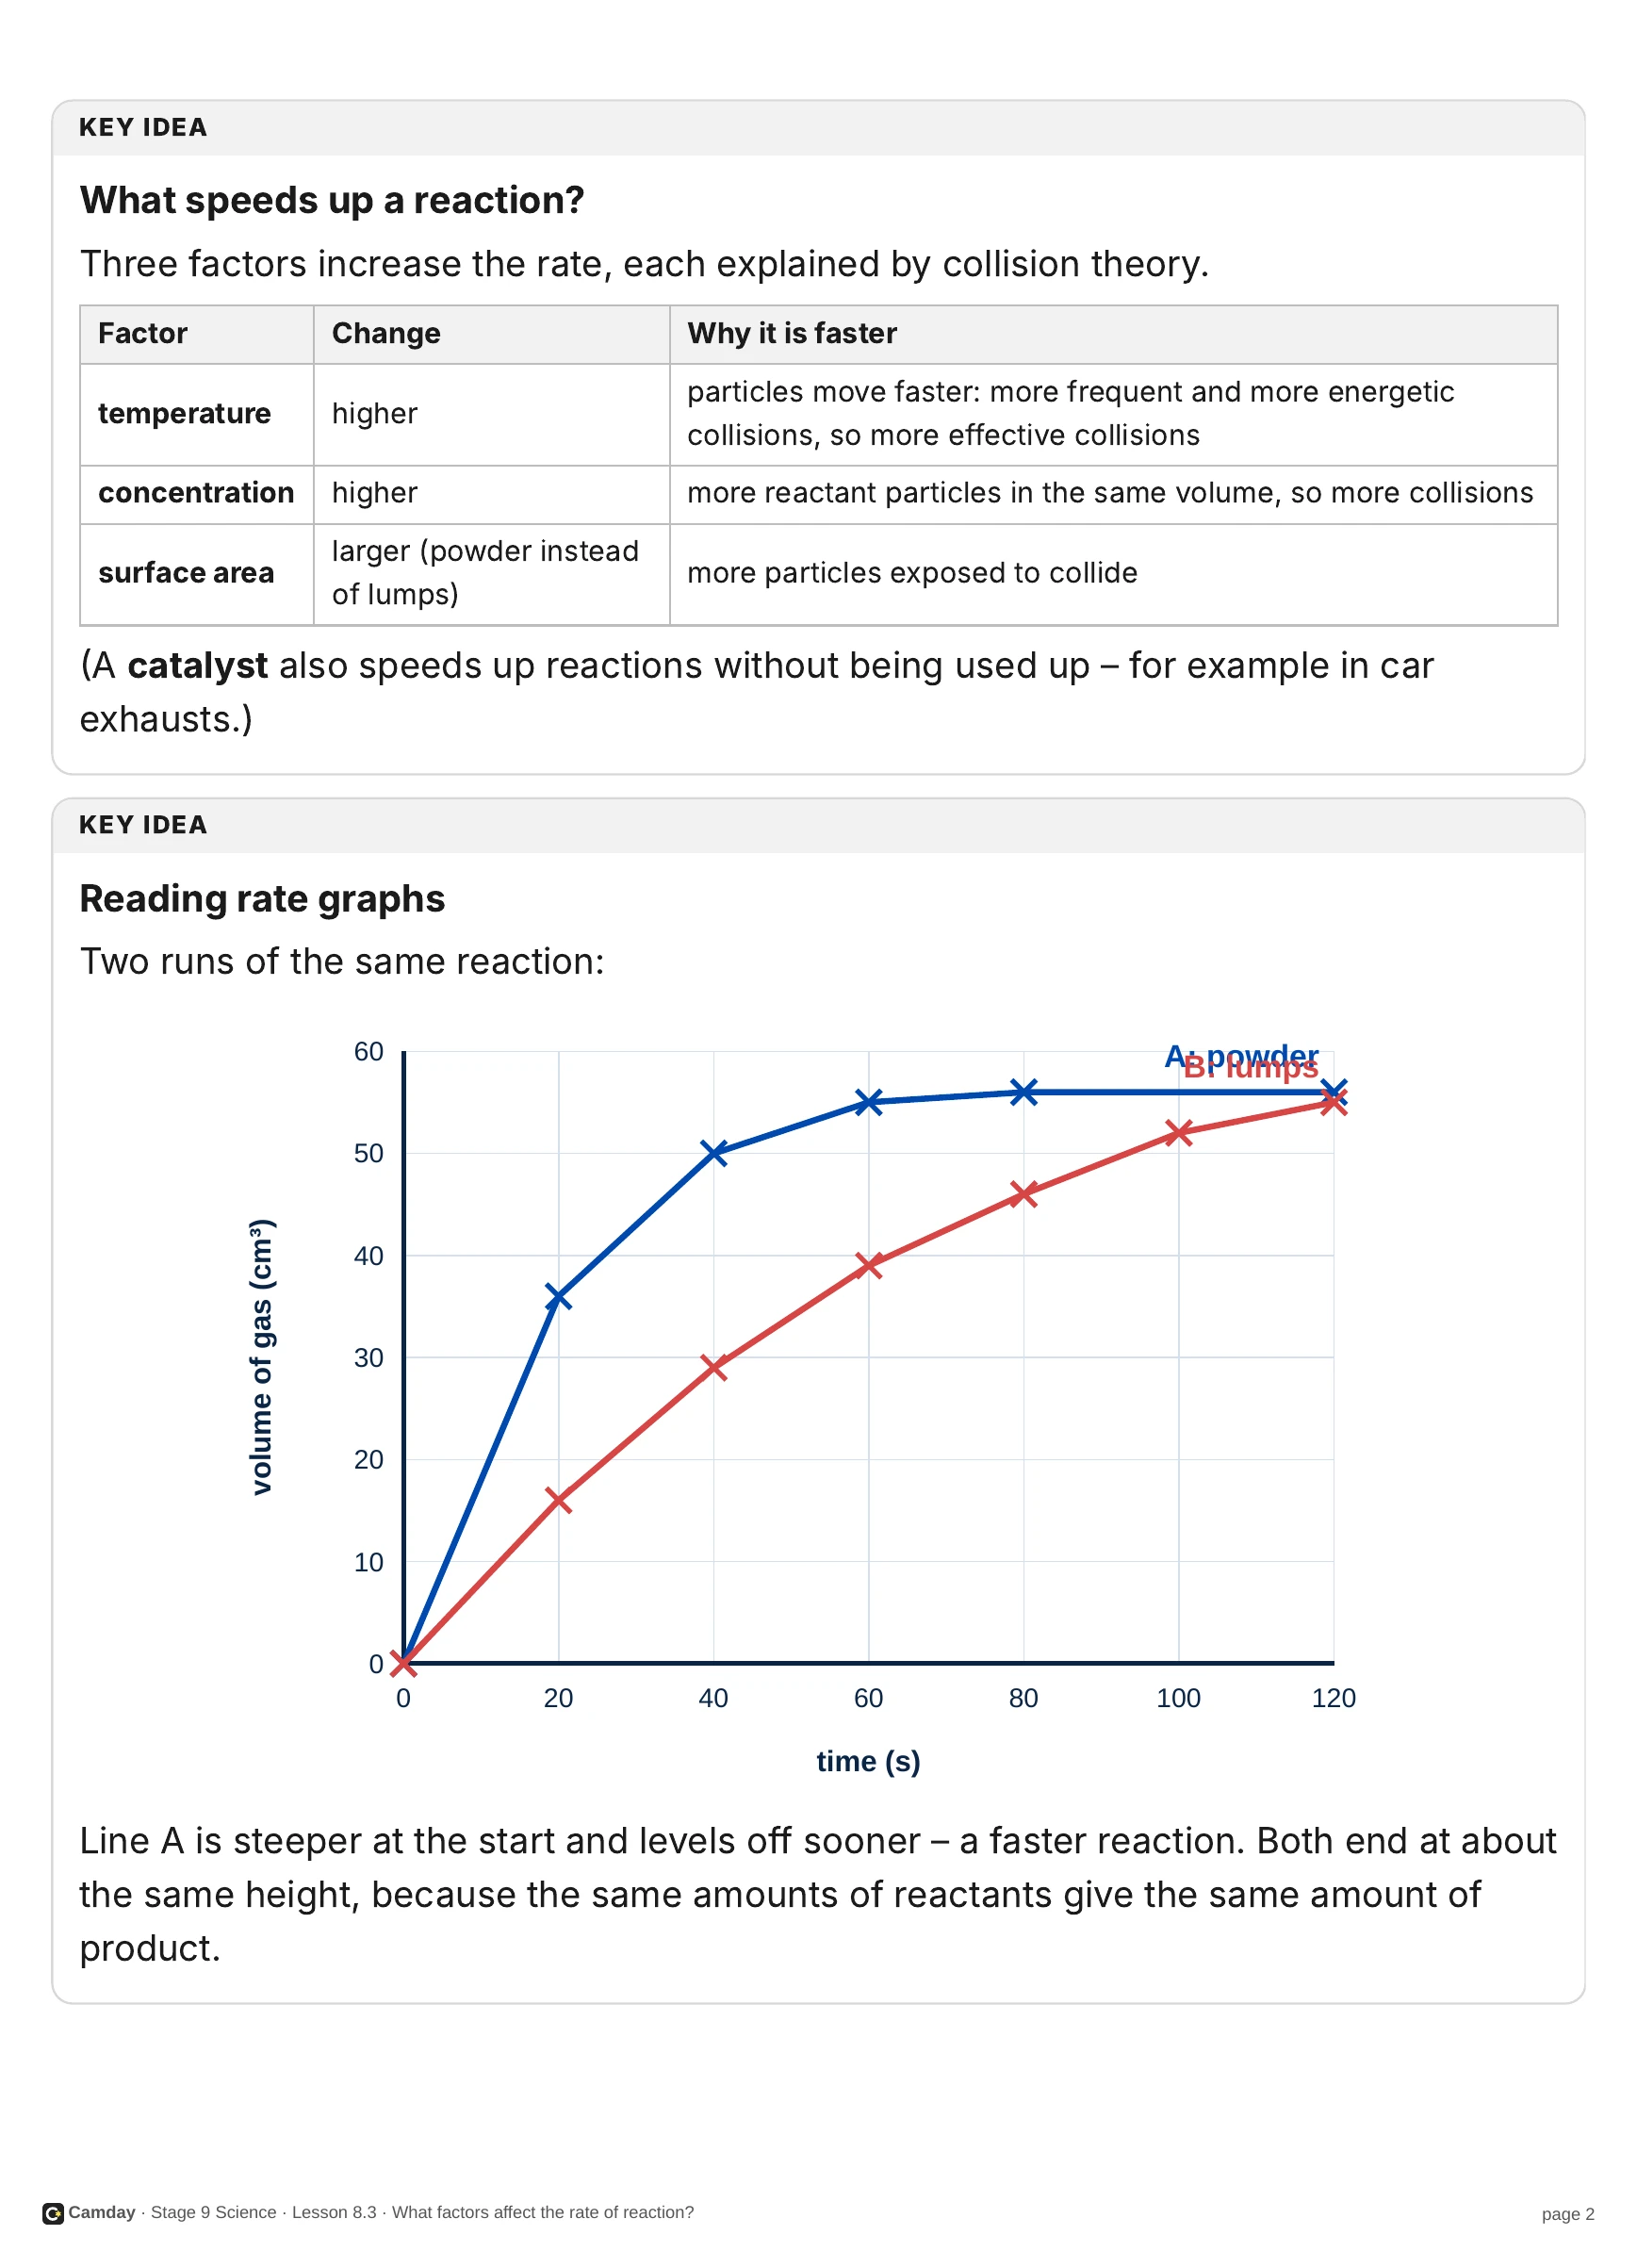 KEY IDEA
What speeds up a reaction?
Three factors increase the rate, each explained by collision theory.
Factor Change Why it is faster
temperature higher particles move faster: more frequent and more energetic
collisions, so more effective collisions
concentration higher more reactant particles in the same volume, so more collisions
surface area larger (powder instead
of lumps) more particles exposed to collide
(A catalyst also speeds up reactions without being used up – for example in car
exhausts.)
KEY IDEA
Reading rate graphs
Two runs of the same reaction:
A: powder
B: lumps
60
50
40
30
20
10
0
volume of gas (cm³)
0 20 40 60 80 100 120
time (s)
Line A is steeper at the start and levels off sooner – a faster reaction. Both end at about
the same height, because the same amounts of reactants give the same amount of
product.
Camday · Stage 9 Science · Lesson 8.3 · What factors affect the rate of reaction? page 2